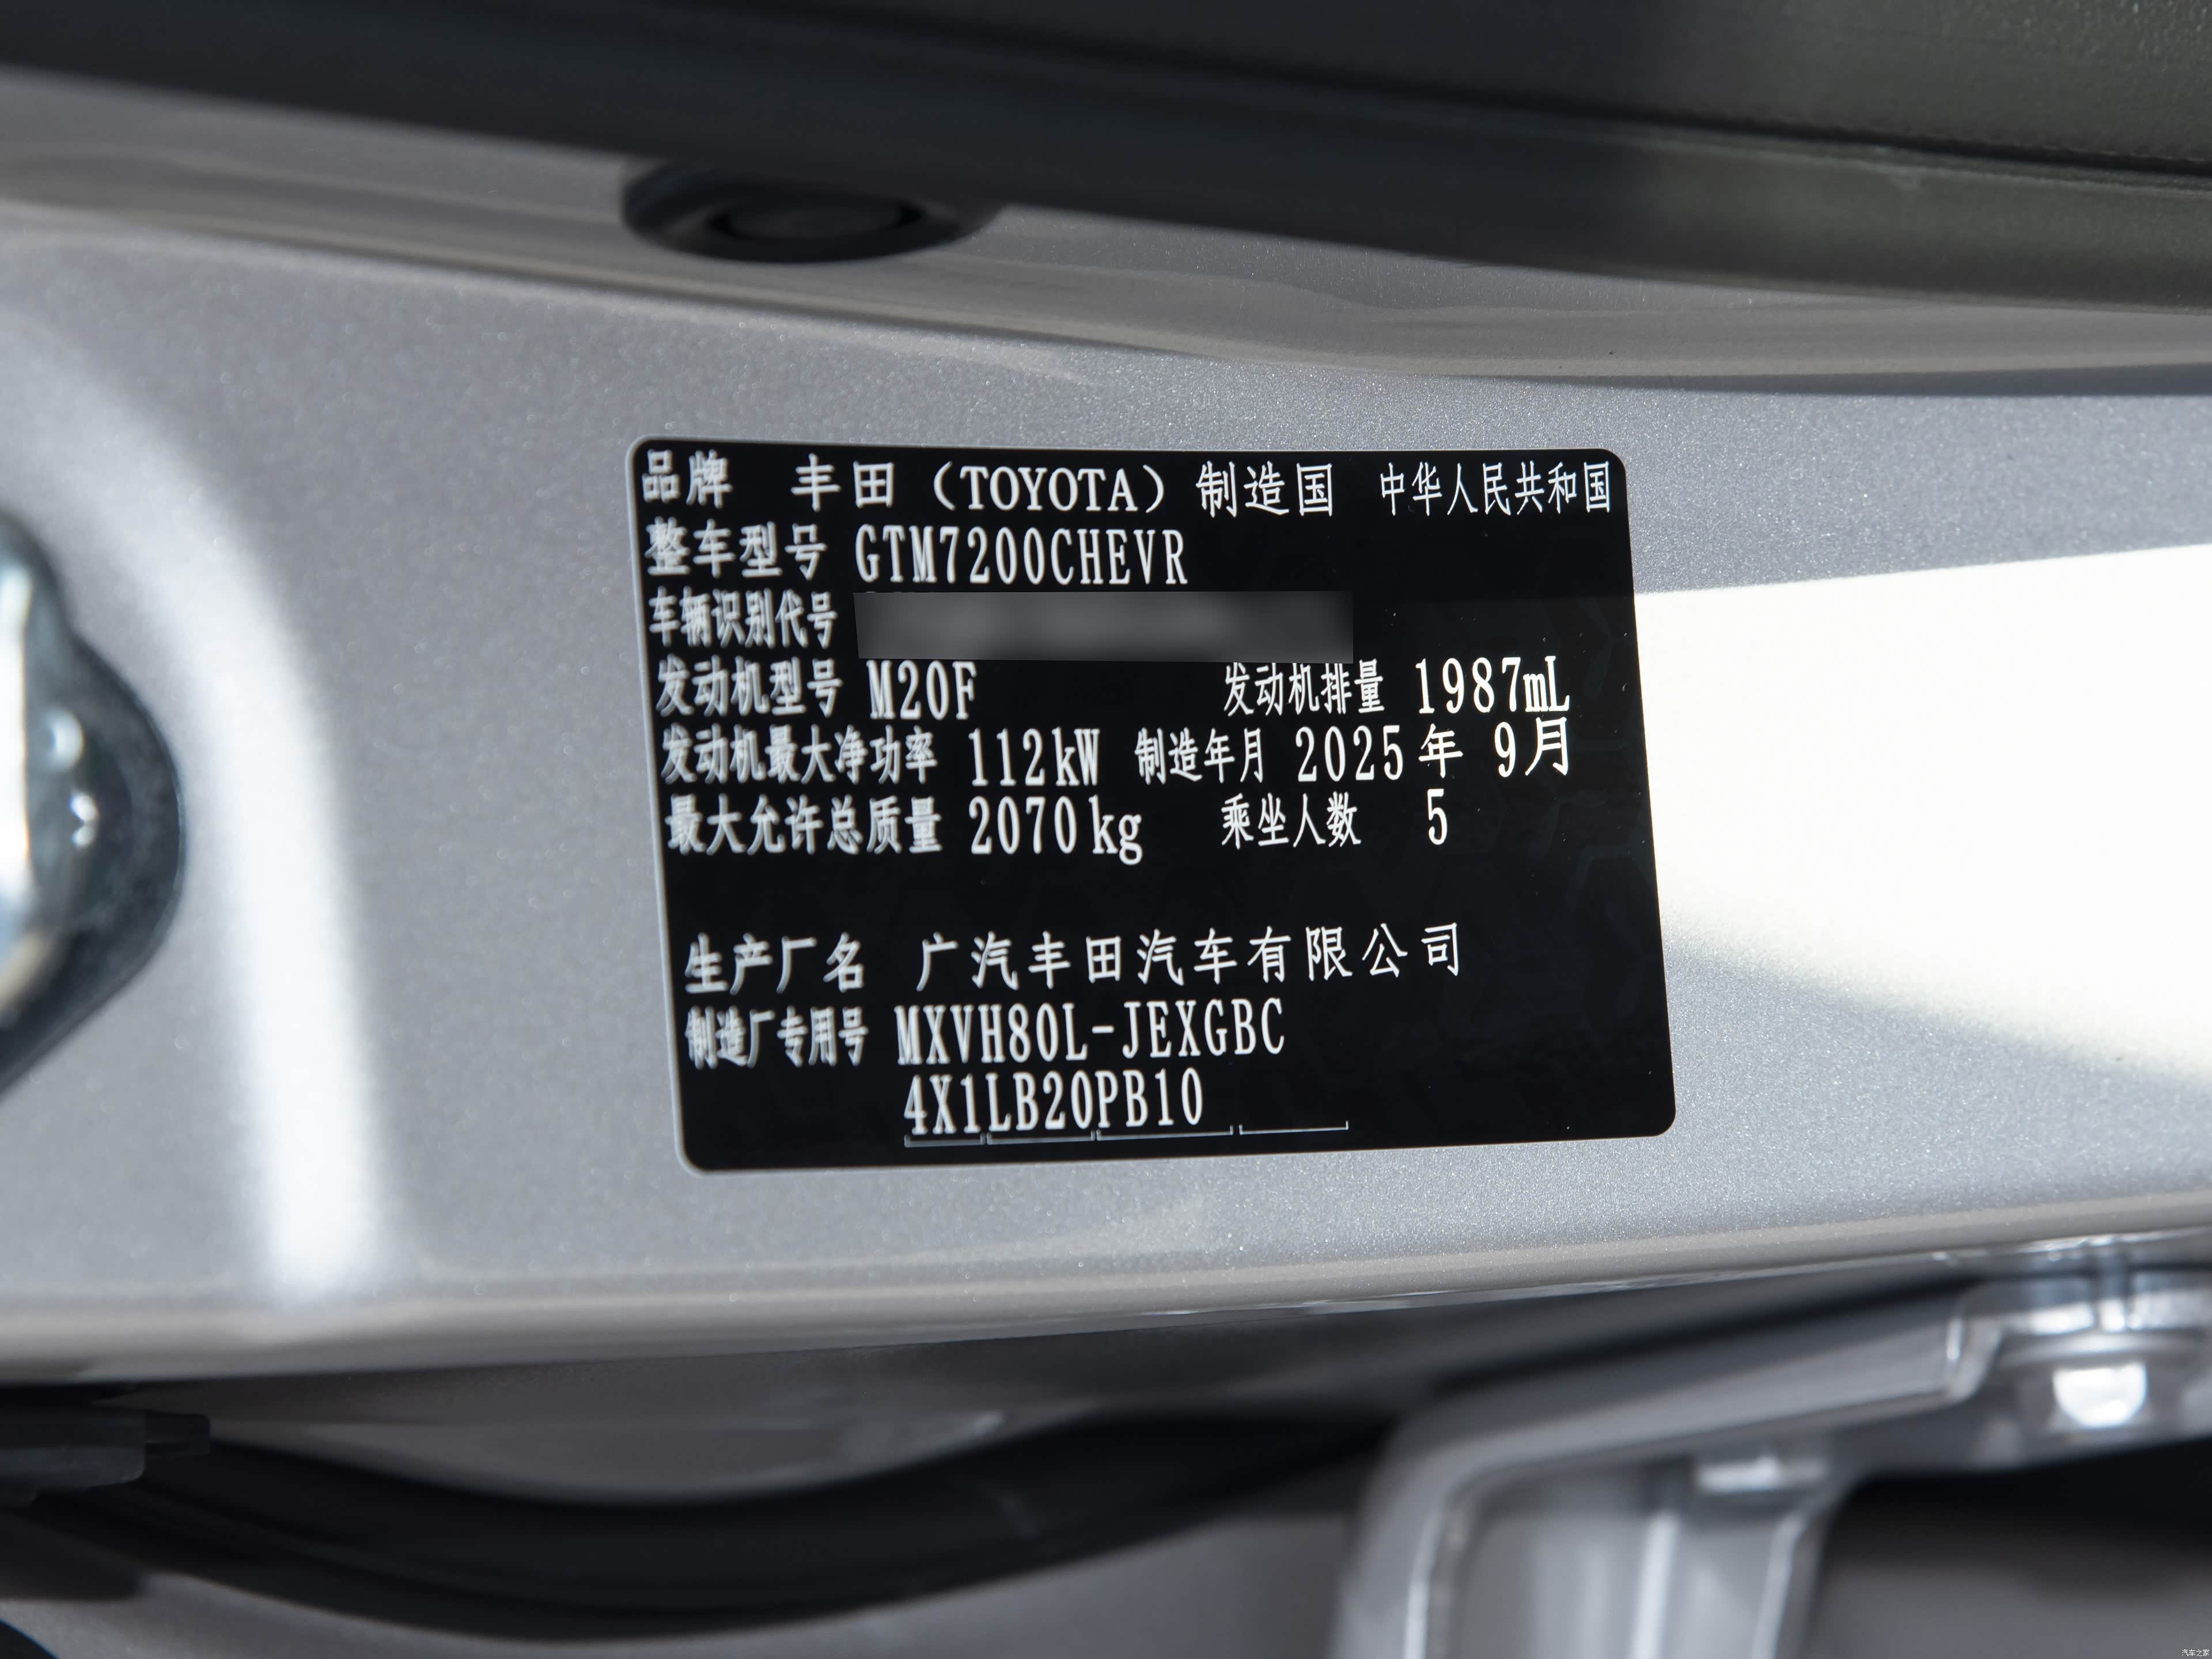 品牌 丰田（TOYOTA）制造国 中华人民共和国
整车型号 GTM7200CHEVR
车辆识别代号
发动机型号 M20F 发动机排量 1987mL
发动机最大净功率 112kW 制造年月 2025年 9月
最大允许总质量 2070kg 乘坐人数 5
生产厂名 广汽丰田汽车有限公司
制造厂专用号 MXVH80L-JEXGBC
4X1LB20PB10
汽车之家